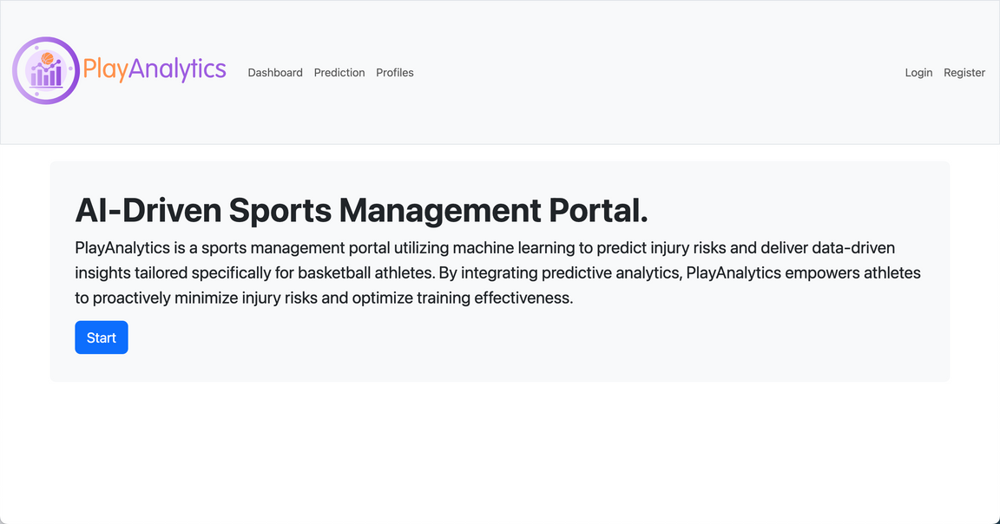 PlayAnalytics
Dashboard Prediction Profiles
Login Register
AI-Driven Sports Management Portal.
PlayAnalytics is a sports management portal utilizing machine learning to predict injury risks and deliver data-driven
insights tailored specifically for basketball athletes. By integrating predictive analytics, PlayAnalytics empowers athletes
to proactively minimize injury risks and optimize training effectiveness.
Start